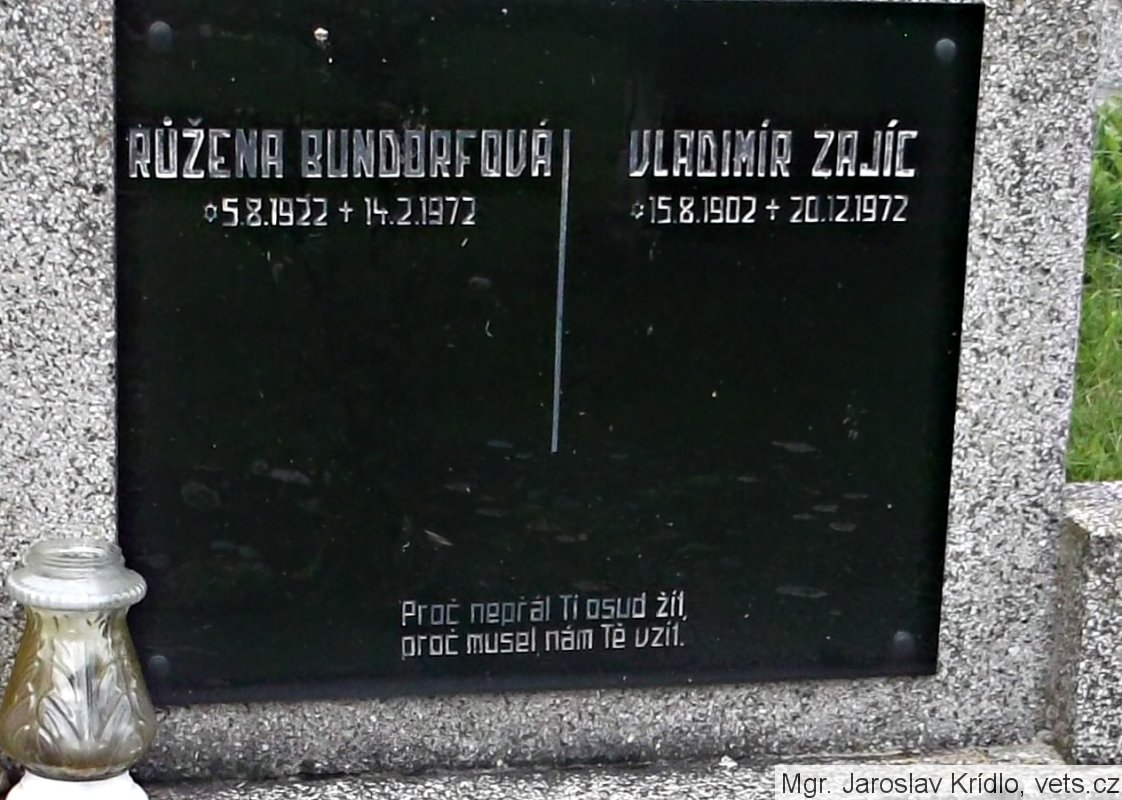 RŮŽENA BUNDORFOVÁ
*5.8.1922 + 14.2.1972
VLADIMÍR ZAJÍC
*15.8.1902 + 20.12.1972
Proč nepřál Ti osud žít,
proč musel nám Tě vzít.
Mgr. Jaroslav Krídlo, vets.cz